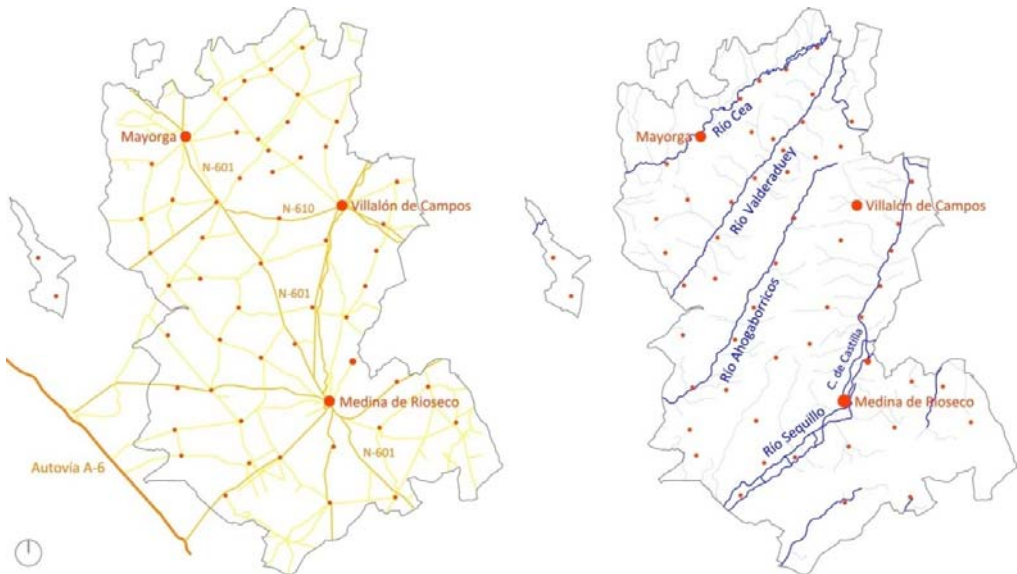 Mayorga
N-601
N-610
Villalón de Campos
N-601
Medina de Rioseco
Autovía A-6
N-601
Río Cea
Mayorga
Río Valderaduey
Villalón de Campos
Río Ahogaborricos
C. de Castilla
Medina de Rioseco
Río Sequillo